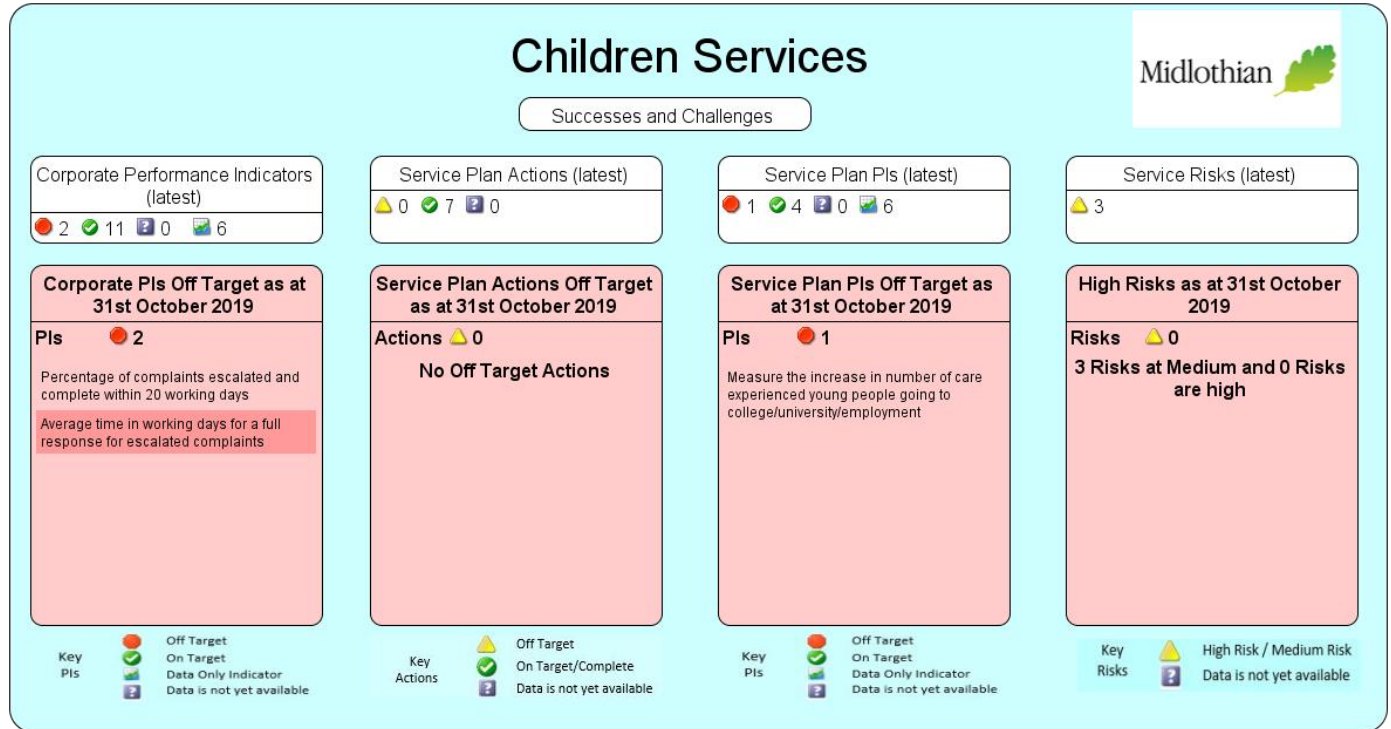 Children Services
Midlothian
Successes and Challenges
Corporate Performance Indicators
(latest)
2 11 0 6
Service Plan Actions (latest)
0 7 0
Service Plan PIs (latest)
1 4 0 6
Service Risks (latest)
3
Corporate PIs Off Target as at
31st October 2019
PIs 2
Percentage of complaints escalated and
complete within 20 working days
Average time in working days for a full
response for escalated complaints
Service Plan Actions Off Target
as at 31st October 2019
Actions 0
No Off Target Actions
Service Plan PIs Off Target as
at 31st October 2019
PIs 1
Measure the increase in number of care
experienced young people going to
college/university/employment
High Risks as at 31st October
2019
Risks 0
3 Risks at Medium and 0 Risks
are high
Key
PIs
Off Target
On Target
Data Only Indicator
Data is not yet available
Key
Actions
Off Target
On Target/Complete
Data is not yet available
Key
PIs
Off Target
On Target
Data Only Indicator
Data is not yet available
Key
Risks
High Risk / Medium Risk
Data is not yet available